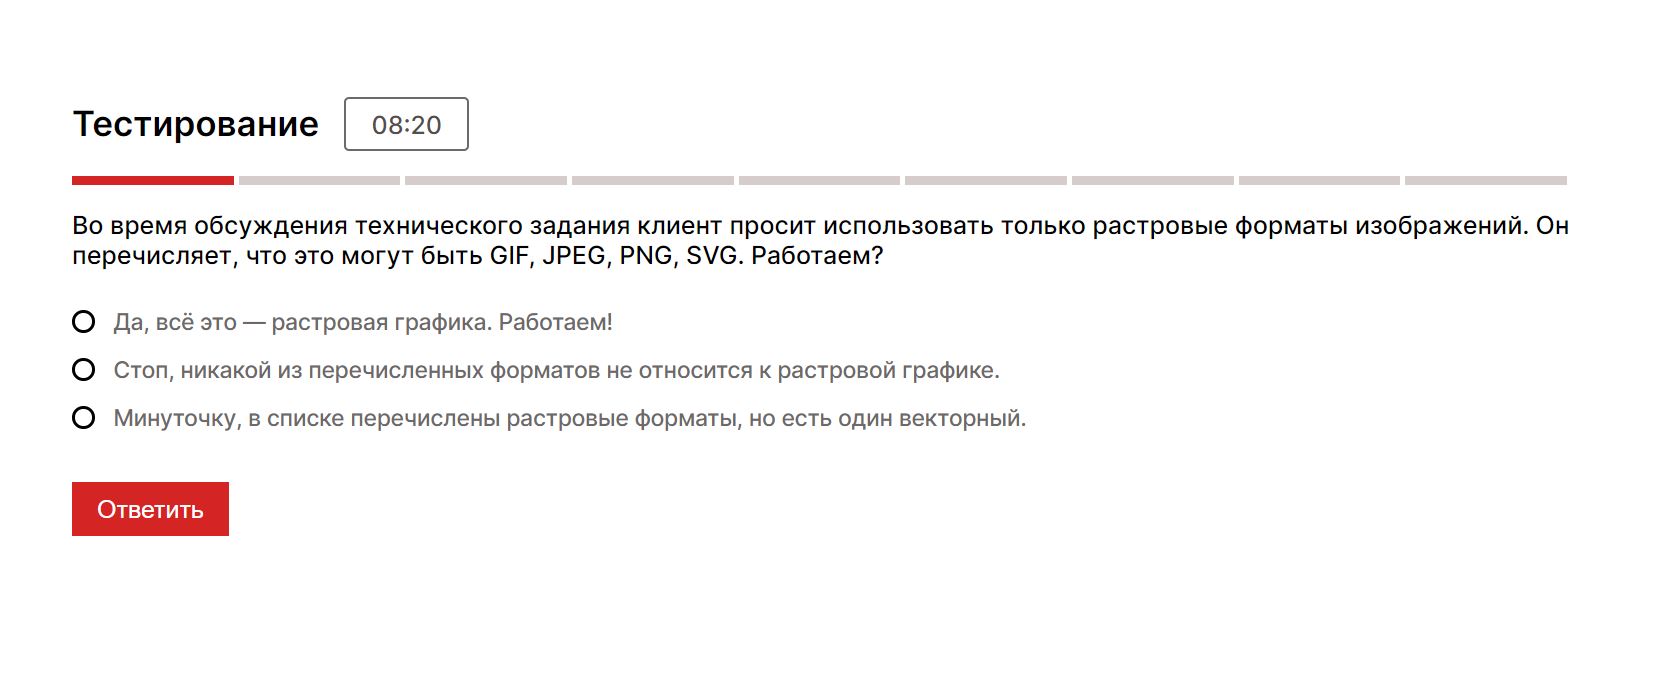 Тестирование
08:20
Во время обсуждения технического задания клиент просит использовать только растровые форматы изображений. Он
перечисляет, что это могут быть GIF, JPEG, PNG, SVG. Работаем?
Да, всё это — растровая графика. Работаем!
Стоп, никакой из перечисленных форматов не относится к растровой графике.
Минуточку, в списке перечислены растровые форматы, но есть один векторный.
Ответить